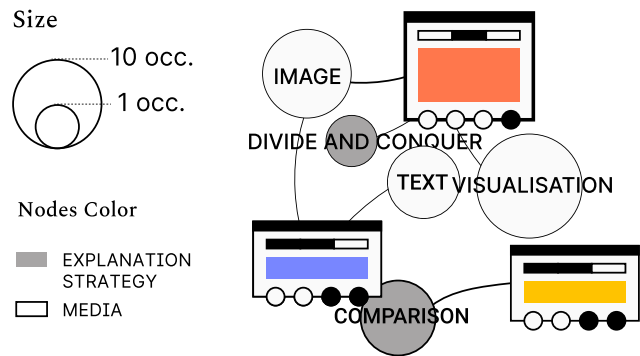 Size
10 occ.
1 occ.
Nodes Color
EXPLANATION
STRATEGY
MEDIA
IMAGE
DIVIDE AND CONQUER
TEXT
VISUALISATION
COMPARISON